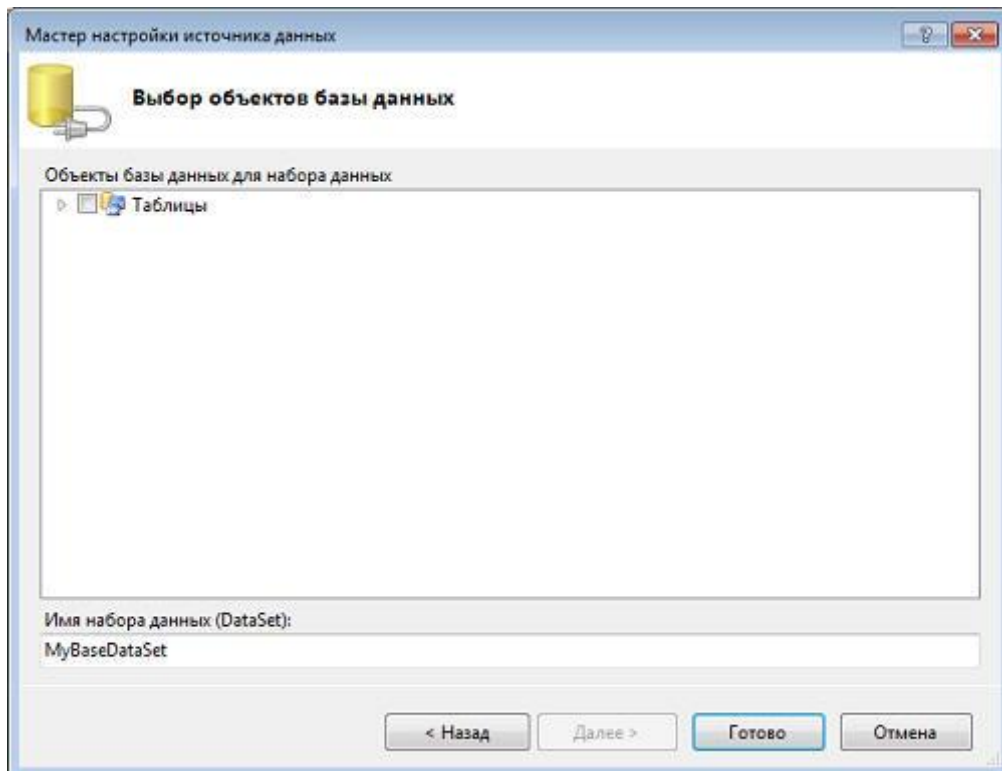 Мастер настройки источника данных
Выбор объектов базы данных
Объекты базы данных для набора данных
Таблицы
Имя набора данных (DataSet):
MyBaseDataSet
< Назад Далее > Готово Отмена